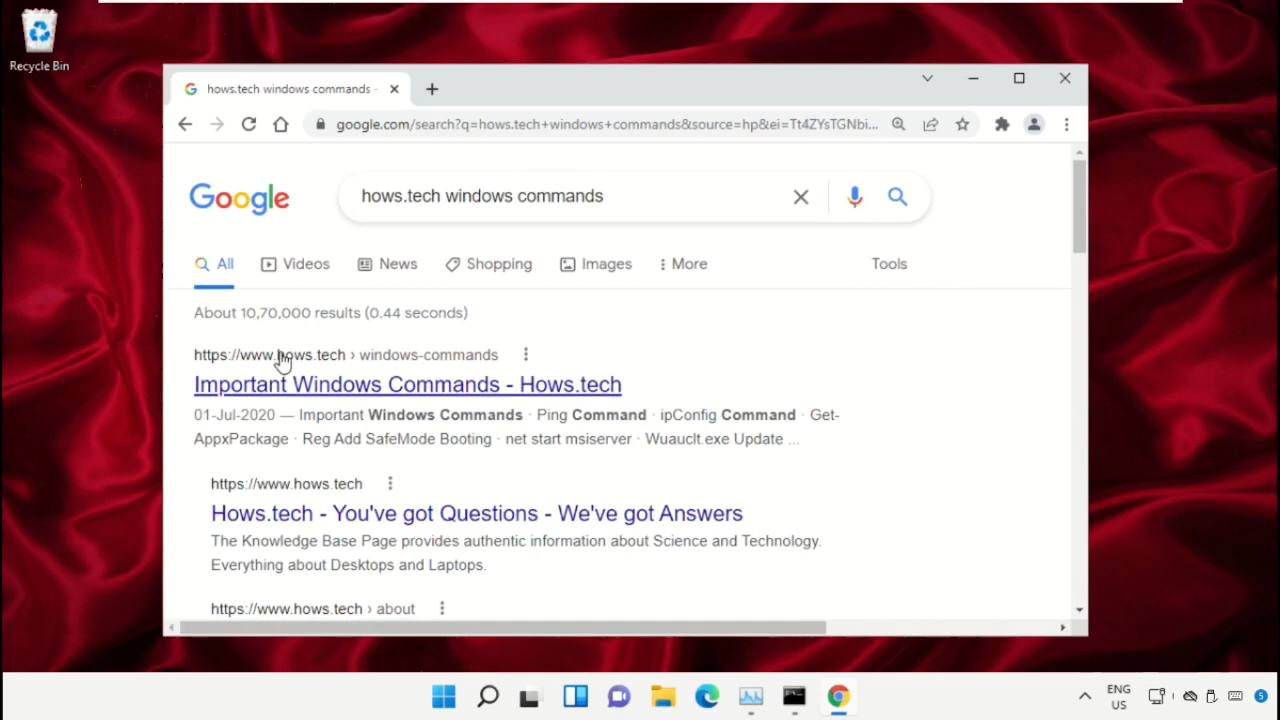 Recycle Bin
hows.tech windows commands -
google.com/search?q=hows.tech+windows+commands&source=hp&ei=Tt4ZYsTGNbi...
Google
hows.tech windows commands
All Videos News Shopping Images More Tools
About 10,70,000 results (0.44 seconds)
https://www.hows.tech › windows-commands
Important Windows Commands - Hows.tech
01-Jul-2020 — Important Windows Commands · Ping Command · ipConfig Command · Get-
AppxPackage · Reg Add SafeMode Booting · net start msiserver · Wuauclt.exe Update ...
https://www.hows.tech
Hows.tech - You've got Questions - We've got Answers
The Knowledge Base Page provides authentic information about Science and Technology.
Everything about Desktops and Laptops.
https://www.hows.tech › about
ENG
US
5